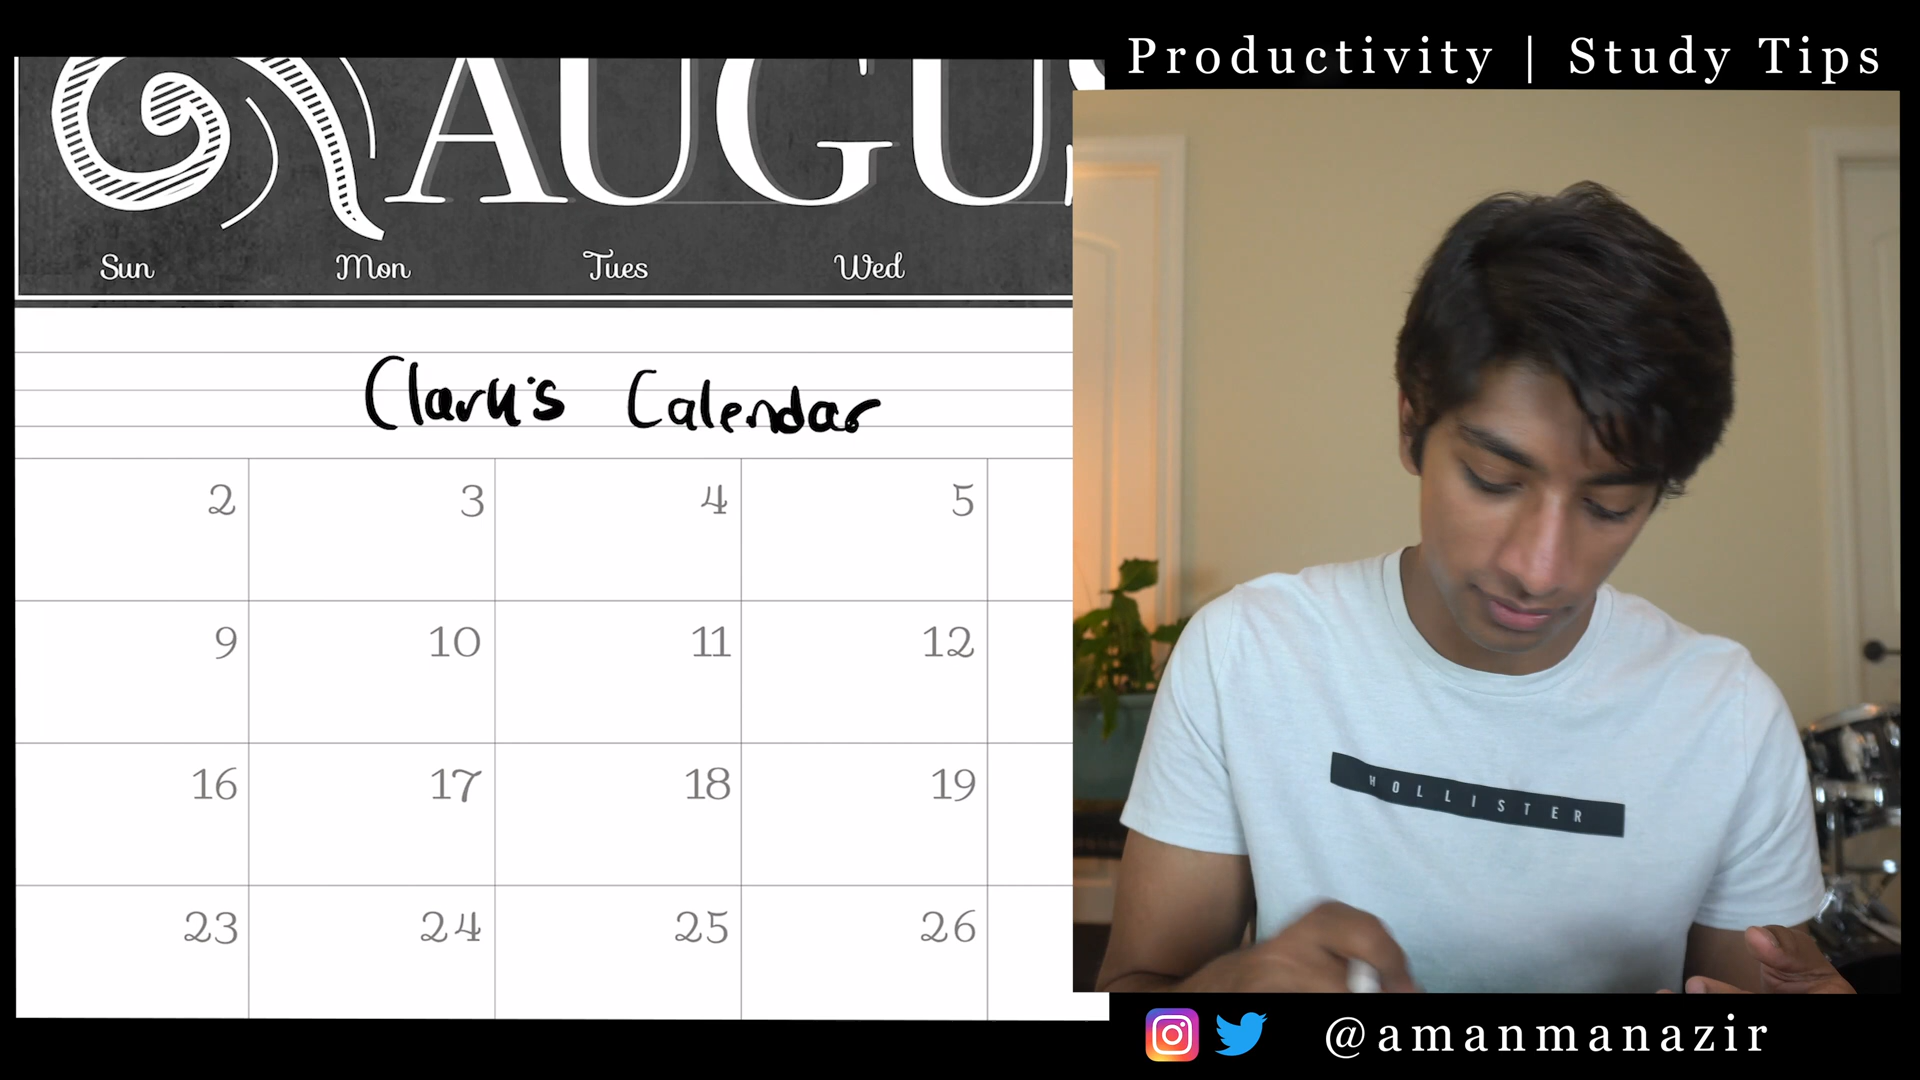 Productivity | Study Tips
AUGUS
Sun Mon Tues Wed
Clark's Calendar
2 3 4 5
9 10 11 12
16 17 18 19
23 24 25 26
HOLLISTER
@amanmanazir